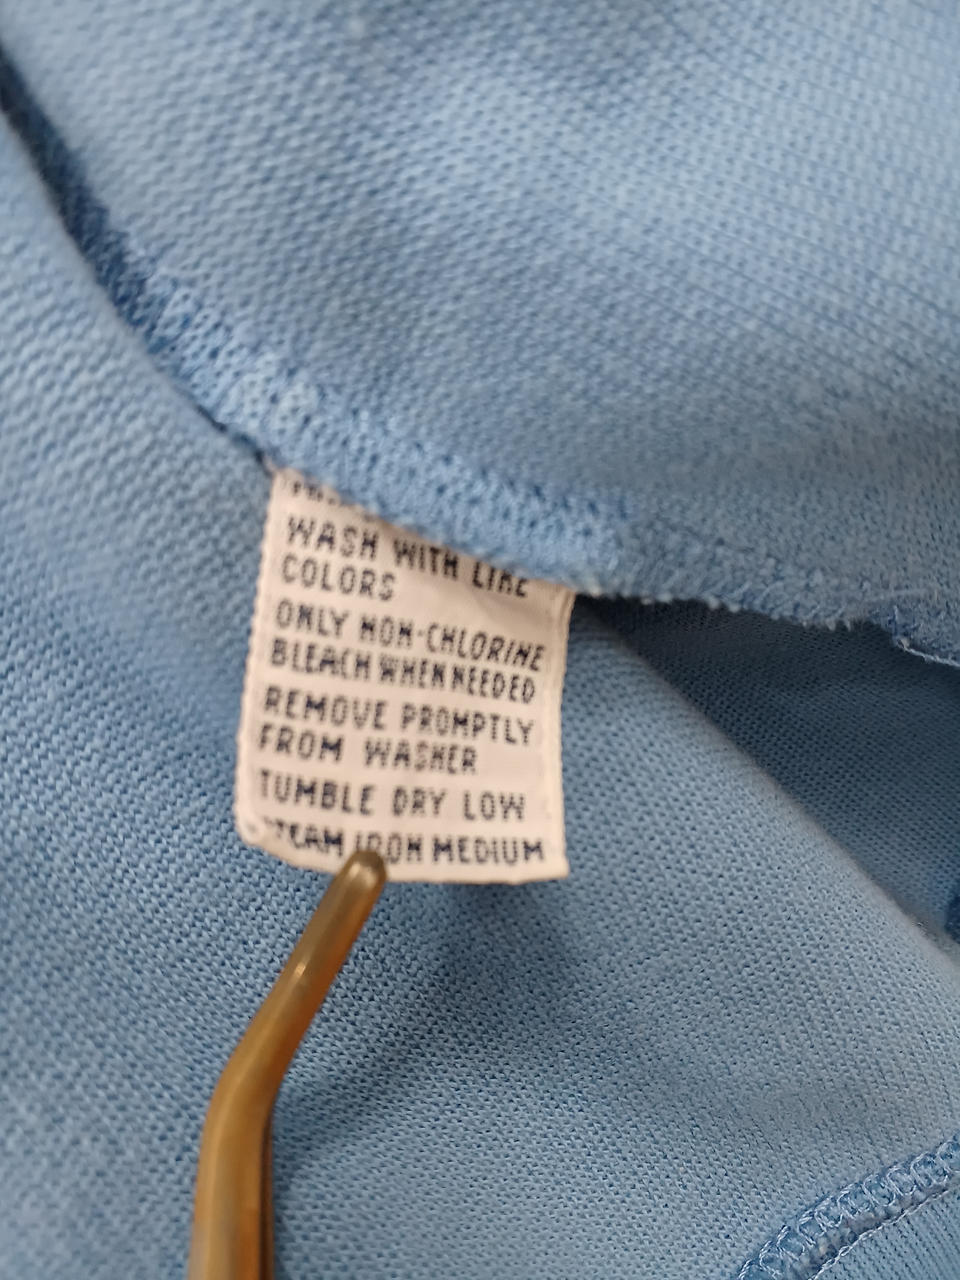 WASH WITH LIKE
COLORS
ONLY NON-CHLORINE
BLEACH WHEN NEEDED
REMOVE PROMPTLY
FROM WASHER
TUMBLE DRY LOW
STEAM IRON MEDIUM